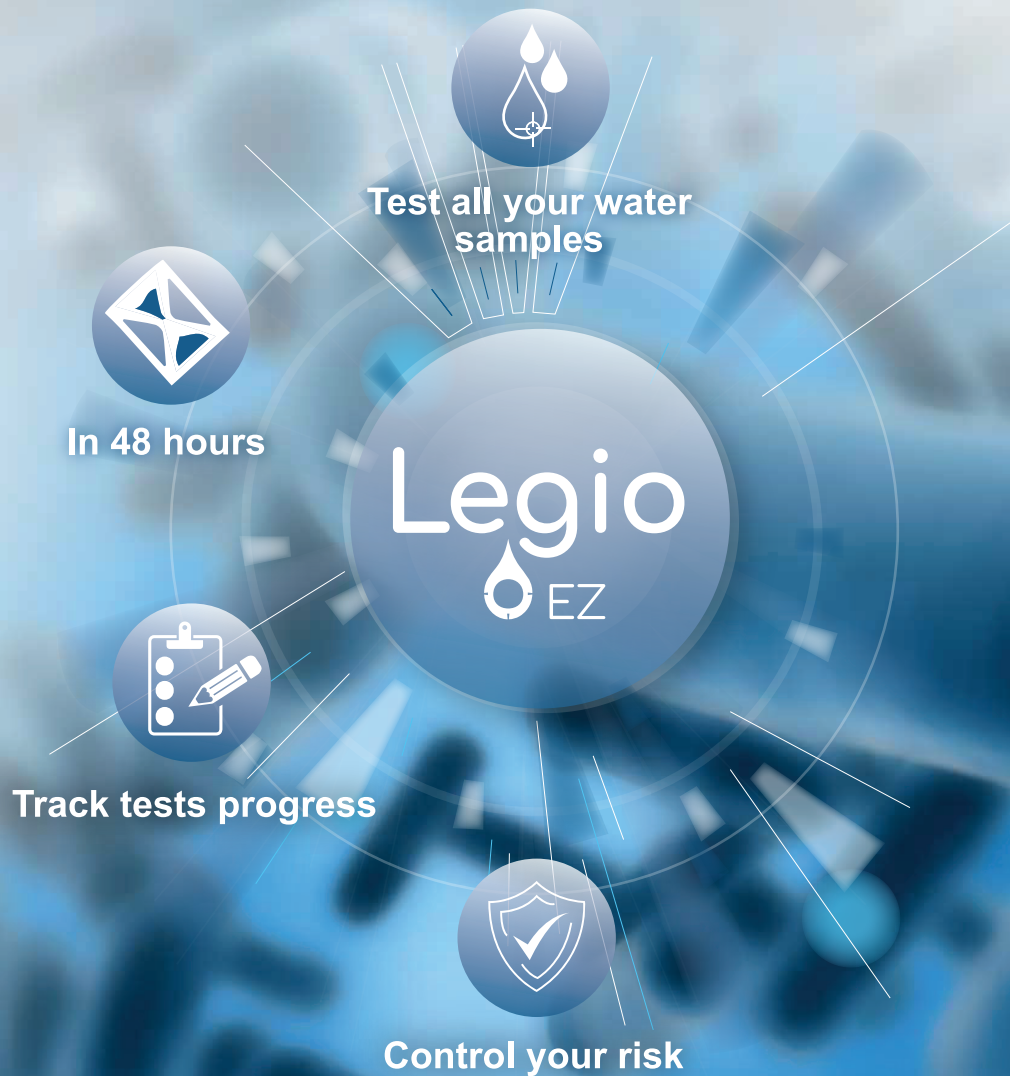 Test all your water
samples
In 48 hours
Legio
EZ
Track tests progress
Control your risk